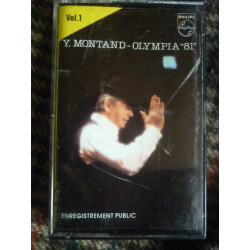 Vol.1
PHILIPS
Y. MONTAND-OLYMPIA "81"
ENREGISTREMENT PUBLIC